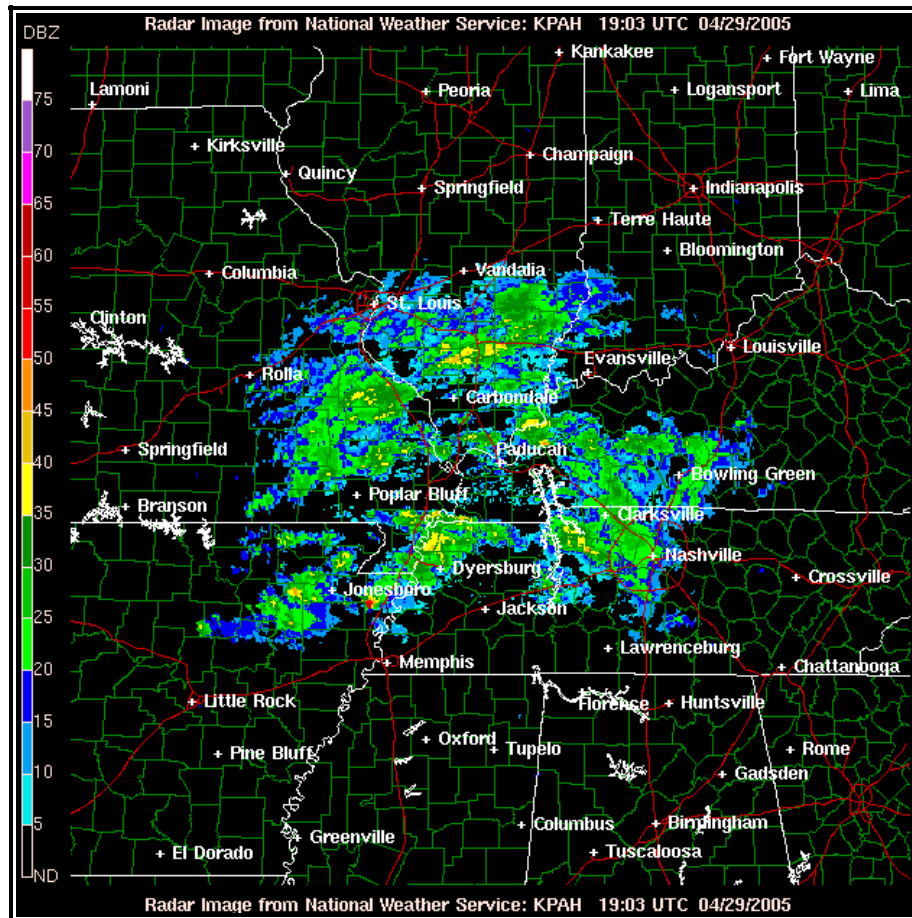 Radar Image from National Weather Service: KPAH 19:03 UTC 04/29/2005
DBZ
Kankakee
Fort Wayne
75
Lamoni
Peoria
Logansport
Lima
70
Kirksville
Champaign
Quincy
Springfield
Indianapolis
65
Terre Haute
60
Bloomington
Columbia
Vandalia
55
St. Louis
Clinton
Louisville
50
Evansville
Rolla
45
Carbondale
Springfield
Paducah
40
Bowling Green
Poplar Bluff
35
Branson
Clarksville
30
Nashville
Dyersburg
Crossville
25
Jonesboro
Jackson
20
Lawrenceburg
Memphis
Chattanooga
15
Little Rock
Florence
Huntsville
Oxford
Tupelo
Rome
Pine Bluff
10
Gadsden
5
Greenville
Columbus
Birmingham
El Dorado
Tuscaloosa
ND
Radar Image from National Weather Service: KPAH 19:03 UTC 04/29/2005